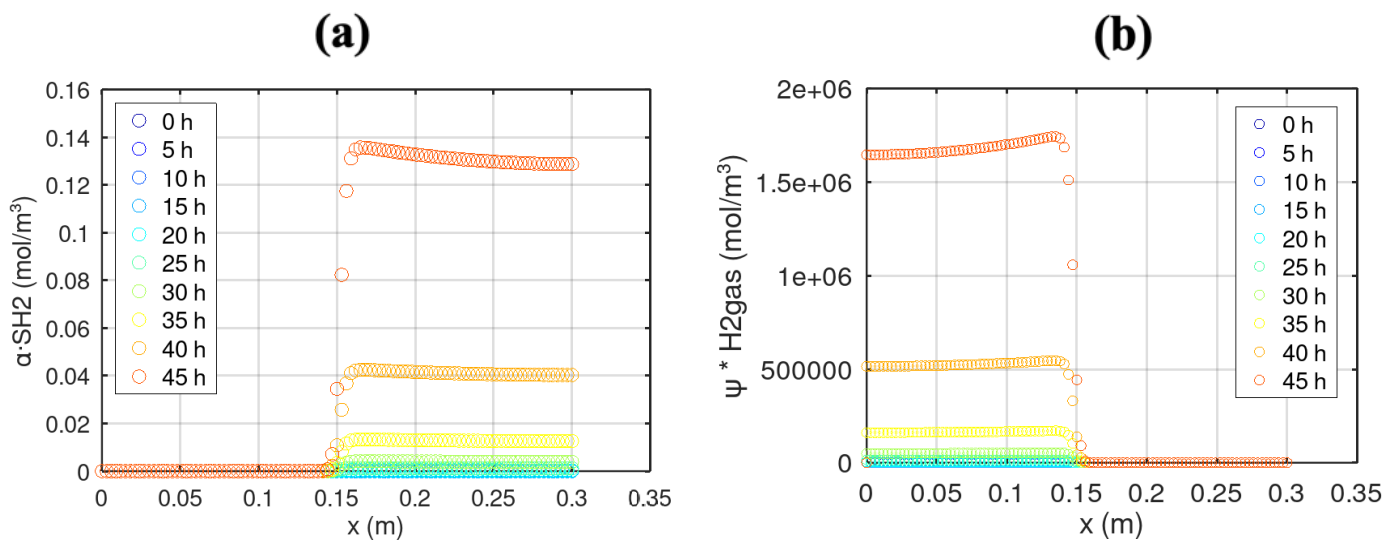 (a)
(b)
α·SH2 (mol/m³)
0.16
0.14
0.12
0.1
0.08
0.06
0.04
0.02
0
0 h
5 h
10 h
15 h
20 h
25 h
30 h
35 h
40 h
45 h
0 0.05 0.1 0.15 0.2 0.25 0.3 0.35
x (m)
ψ * H2gas (mol/m³)
2e+06
1.5e+06
1e+06
500000
0
0 h
5 h
10 h
15 h
20 h
25 h
30 h
35 h
40 h
45 h
0 0.05 0.1 0.15 0.2 0.25 0.3 0.35
x (m)